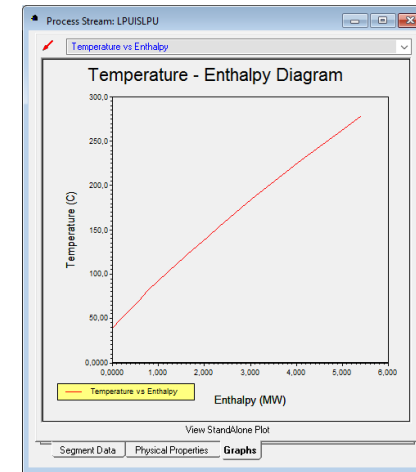 Process Stream: LPUISLPU
Temperature vs Enthalpy
Temperature - Enthalpy Diagram
300,0
250,0
200,0
150,0
100,0
50,00
0,0000
Temperature (C)
0,0000 1,000 2,000 3,000 4,000 5,000 6,000
Temperature vs Enthalpy
Enthalpy (MW)
View StandAlone Plot
Segment Data Physical Properties Graphs